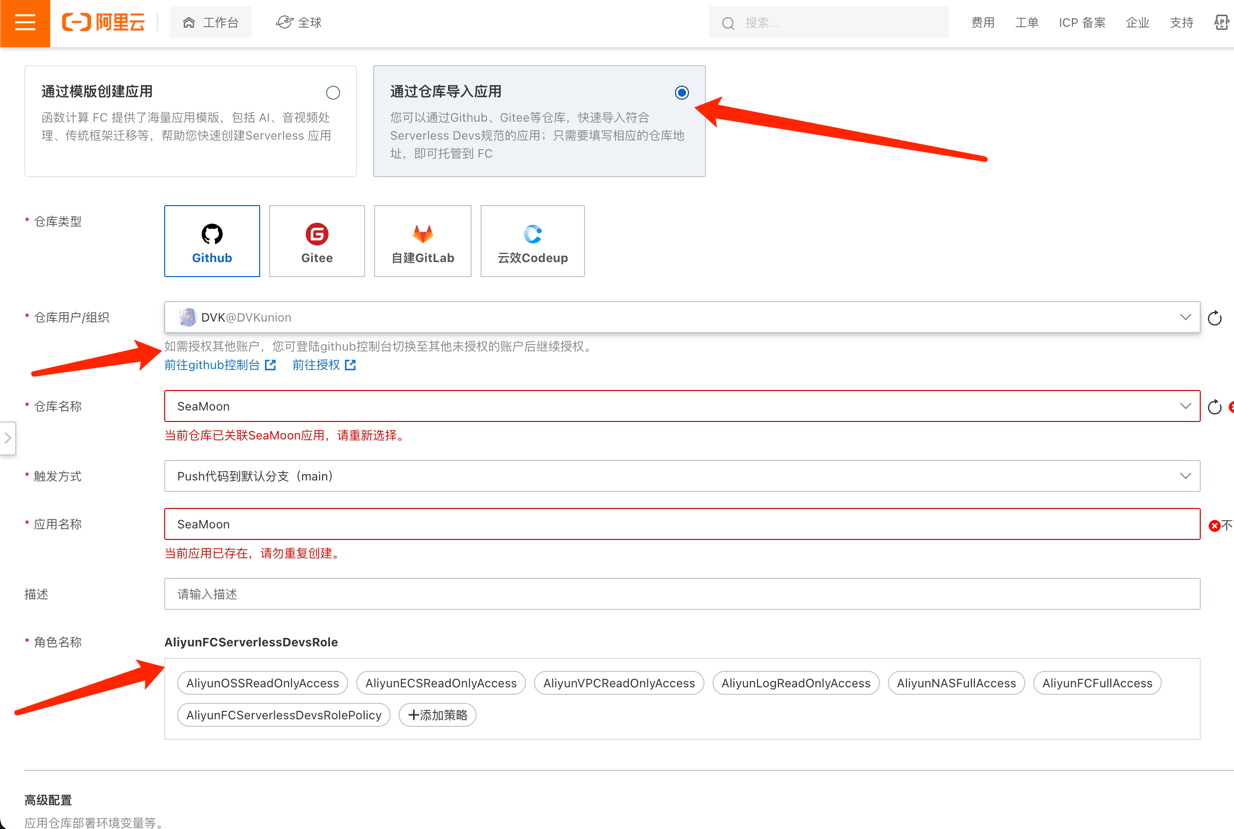 阿里云
工作台
全球
搜索...
费用
工单
ICP 备案
企业
支持
通过模版创建应用
函数计算 FC 提供了海量应用模版，包括 AI、音视频处
理、传统框架迁移等，帮助您快速创建Serverless 应用
通过仓库导入应用
您可以通过Github、Gitee等仓库，快速导入符合
Serverless Devs规范的应用；只需要填写相应的仓库地
址，即可托管到 FC
* 仓库类型
Github
Gitee
自建GitLab
云效Codeup
* 仓库用户/组织
DVK@DVKunion
如需授权其他账户，您可登陆github控制台切换至其他未授权的账户后继续授权。
前往github控制台
前往授权
* 仓库名称
SeaMoon
当前仓库已关联SeaMoon应用，请重新选择。
* 触发方式
Push代码到默认分支（main）
* 应用名称
SeaMoon
不
当前应用已存在，请勿重复创建。
描述
请输入描述
* 角色名称
AliyunFCServerlessDevsRole
AliyunOSSReadOnlyAccess
AliyunECSReadOnlyAccess
AliyunVPCReadOnlyAccess
AliyunLogReadOnlyAccess
AliyunNASFullAccess
AliyunFCFullAccess
AliyunFCServerlessDevsRolePolicy
+添加策略
高级配置
应用仓库部署环境变量等。